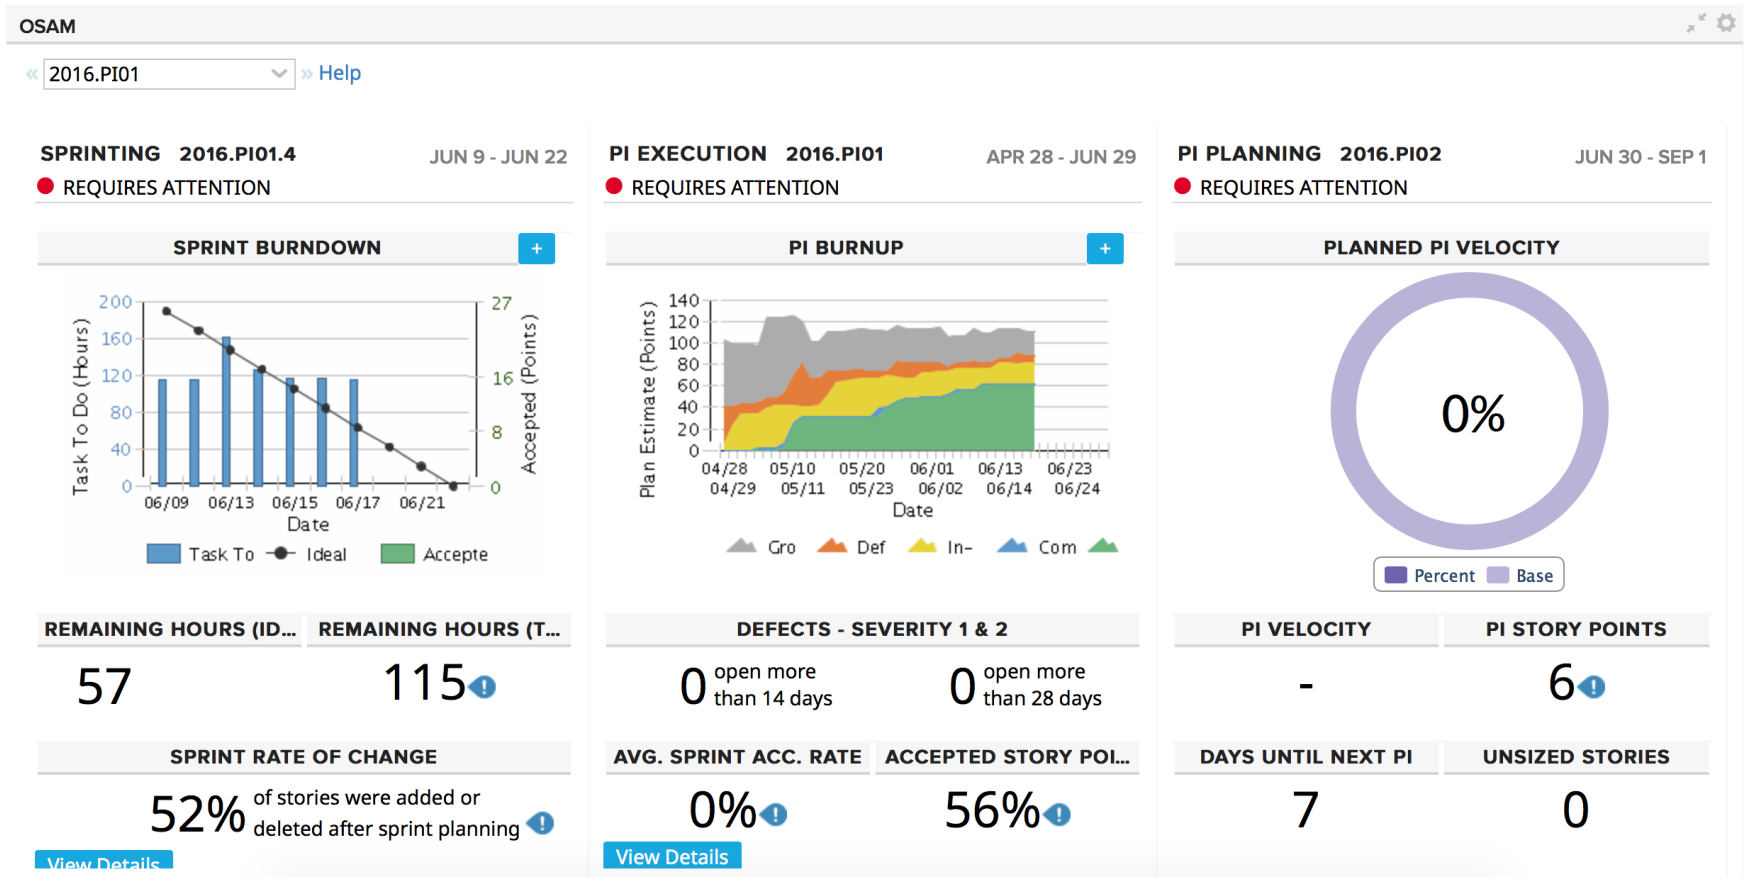 OSAM
« 2016.PI01 » Help
SPRINTING 2016.PI01.4 JUN 9 - JUN 22
REQUIRES ATTENTION
SPRINT BURNDOWN +
Task To Do (Hours)
200
160
120
80
40
0
27
16
8
0
Accepted (Points)
06/09 06/13 06/15 06/17 06/21
Date
Task To Ideal Accepte
REMAINING HOURS (ID... REMAINING HOURS (T...
57 115 !
SPRINT RATE OF CHANGE
52% of stories were added or
deleted after sprint planning !
View Details
PI EXECUTION 2016.PI01 APR 28 - JUN 29
REQUIRES ATTENTION
PI BURNUP +
Plan Estimate (Points)
140
120
100
80
60
40
20
0
04/28 05/10 05/20 06/01 06/13 06/23
04/29 05/11 05/23 06/02 06/14 06/24
Date
Gro Def In- Com
DEFECTS - SEVERITY 1 & 2
0 open more
than 14 days
0 open more
than 28 days
AVG. SPRINT ACC. RATE ACCEPTED STORY POI...
0% ! 56% !
View Details
PI PLANNING 2016.PI02 JUN 30 - SEP 1
REQUIRES ATTENTION
PLANNED PI VELOCITY
0%
Percent Base
PI VELOCITY PI STORY POINTS
- 6 !
DAYS UNTIL NEXT PI UNSIZED STORIES
7 0